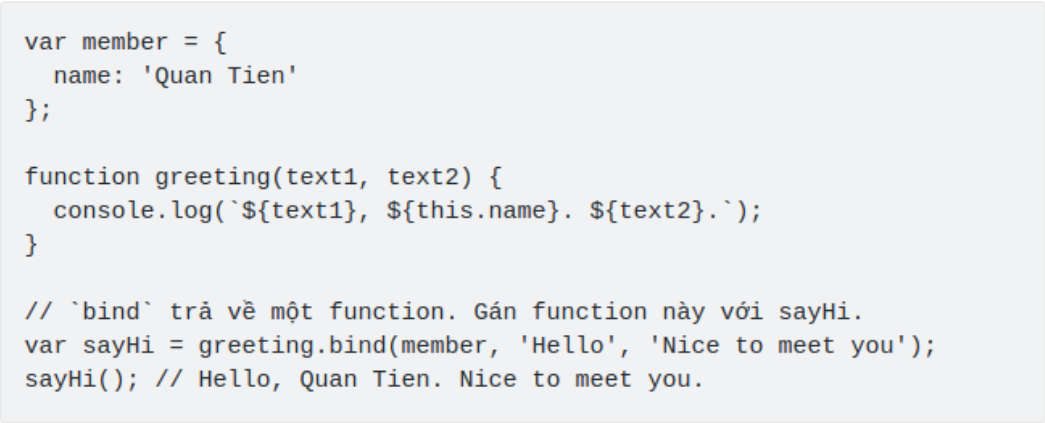 var member = {
  name: 'Quan Tien'
};

function greeting(text1, text2) {
  console.log(`${text1}, ${this.name}. ${text2}.`);
}

// `bind` trả về một function. Gán function này với sayHi.
var sayHi = greeting.bind(member, 'Hello', 'Nice to meet you');
sayHi(); // Hello, Quan Tien. Nice to meet you.